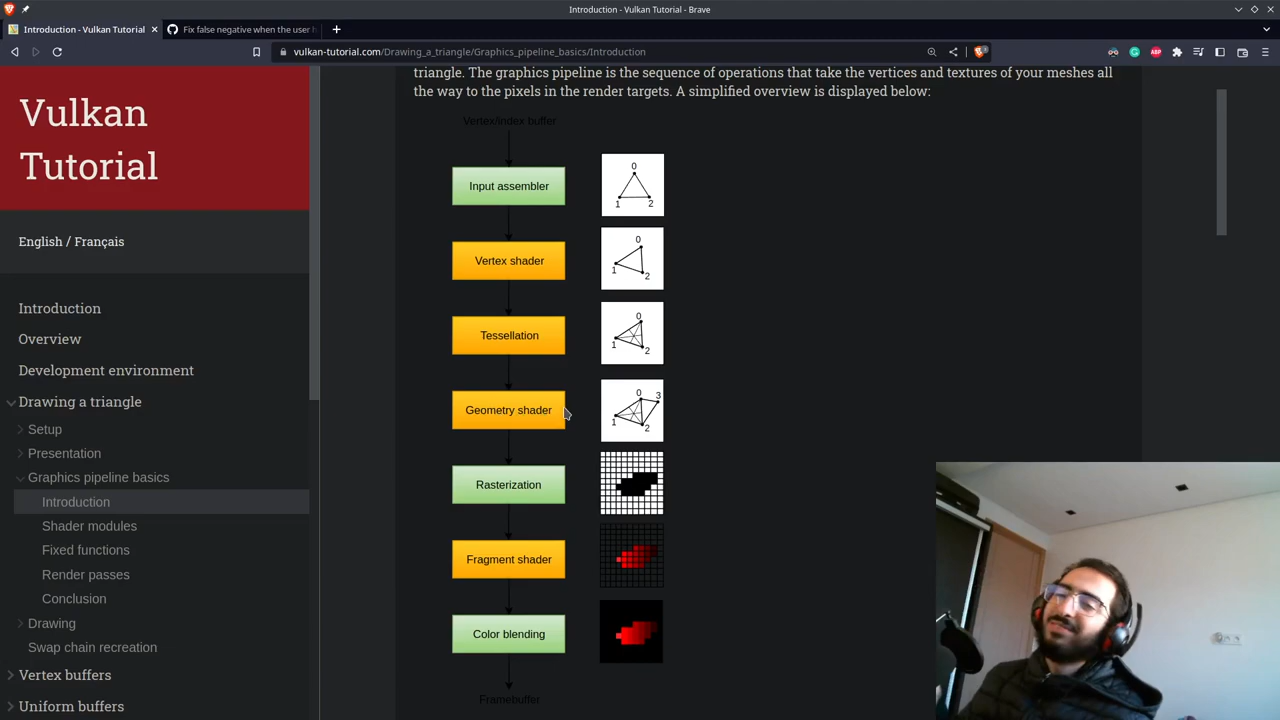 Introduction - Vulkan Tutorial - Brave
Introduction - Vulkan Tutorial
Fix false negative when the user h
vulkan-tutorial.com/Drawing_a_triangle/Graphics_pipeline_basics/Introduction
ABP
Vulkan
Tutorial
English / Français
Introduction
Overview
Development environment
Drawing a triangle
Setup
Presentation
Graphics pipeline basics
Introduction
Shader modules
Fixed functions
Render passes
Conclusion
Drawing
Swap chain recreation
Vertex buffers
Uniform buffers
triangle. The graphics pipeline is the sequence of operations that take the vertices and textures of your meshes all
the way to the pixels in the render targets. A simplified overview is displayed below:
Vertex/index buffer
Input assembler
0
1 2
Vertex shader
0
1
2
Tessellation
0
1 2
Geometry shader
0 3
1
2
Rasterization
Fragment shader
Color blending
Framebuffer